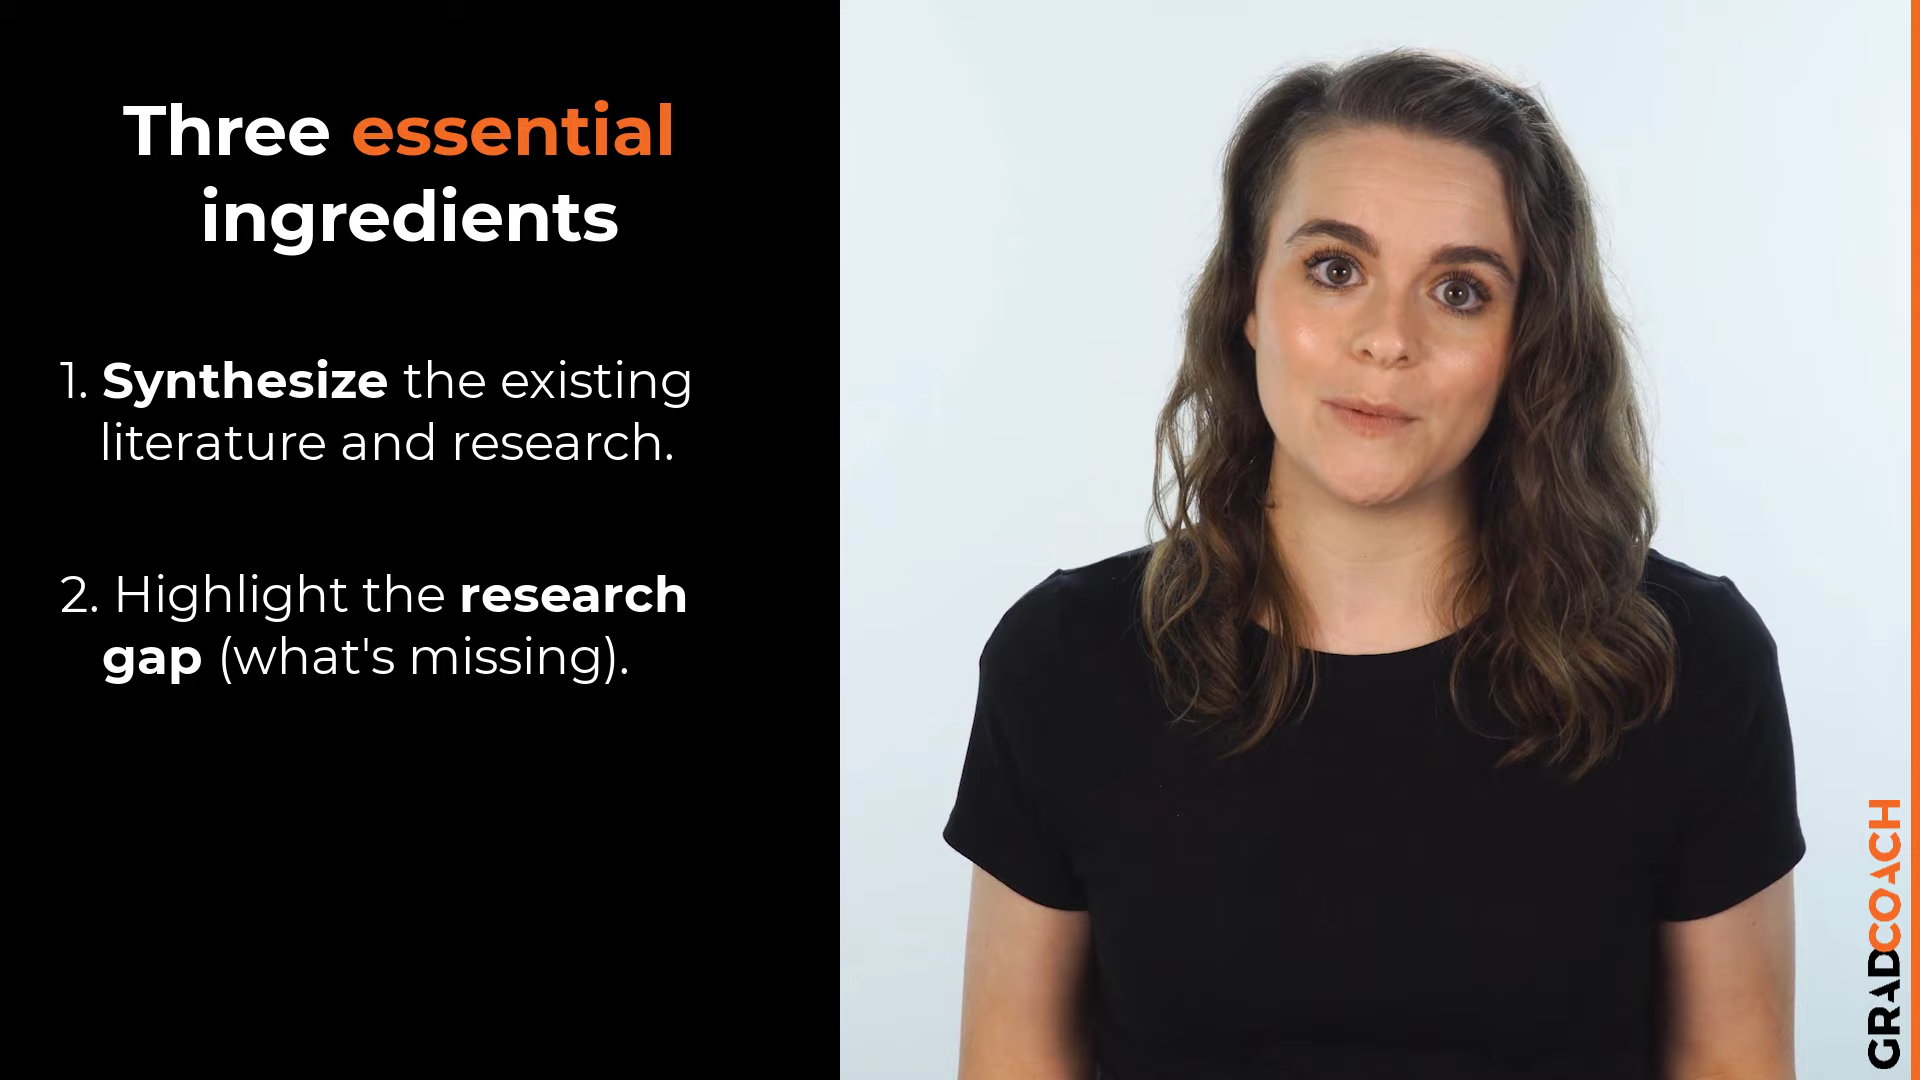 Three essential
ingredients
1. Synthesize the existing
literature and research.
2. Highlight the research
gap (what's missing).
GRADCOACH